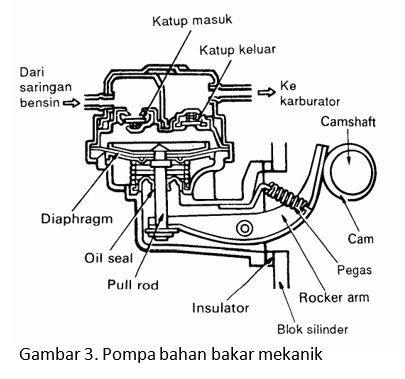 Katup masuk
Katup keluar
Dari
saringan
bensin
Ke
karburator
Camshaft
Diaphragm
Cam
Oil seal
Pegas
Pull rod
Rocker arm
Insulator
Blok silinder
Gambar 3. Pompa bahan bakar mekanik